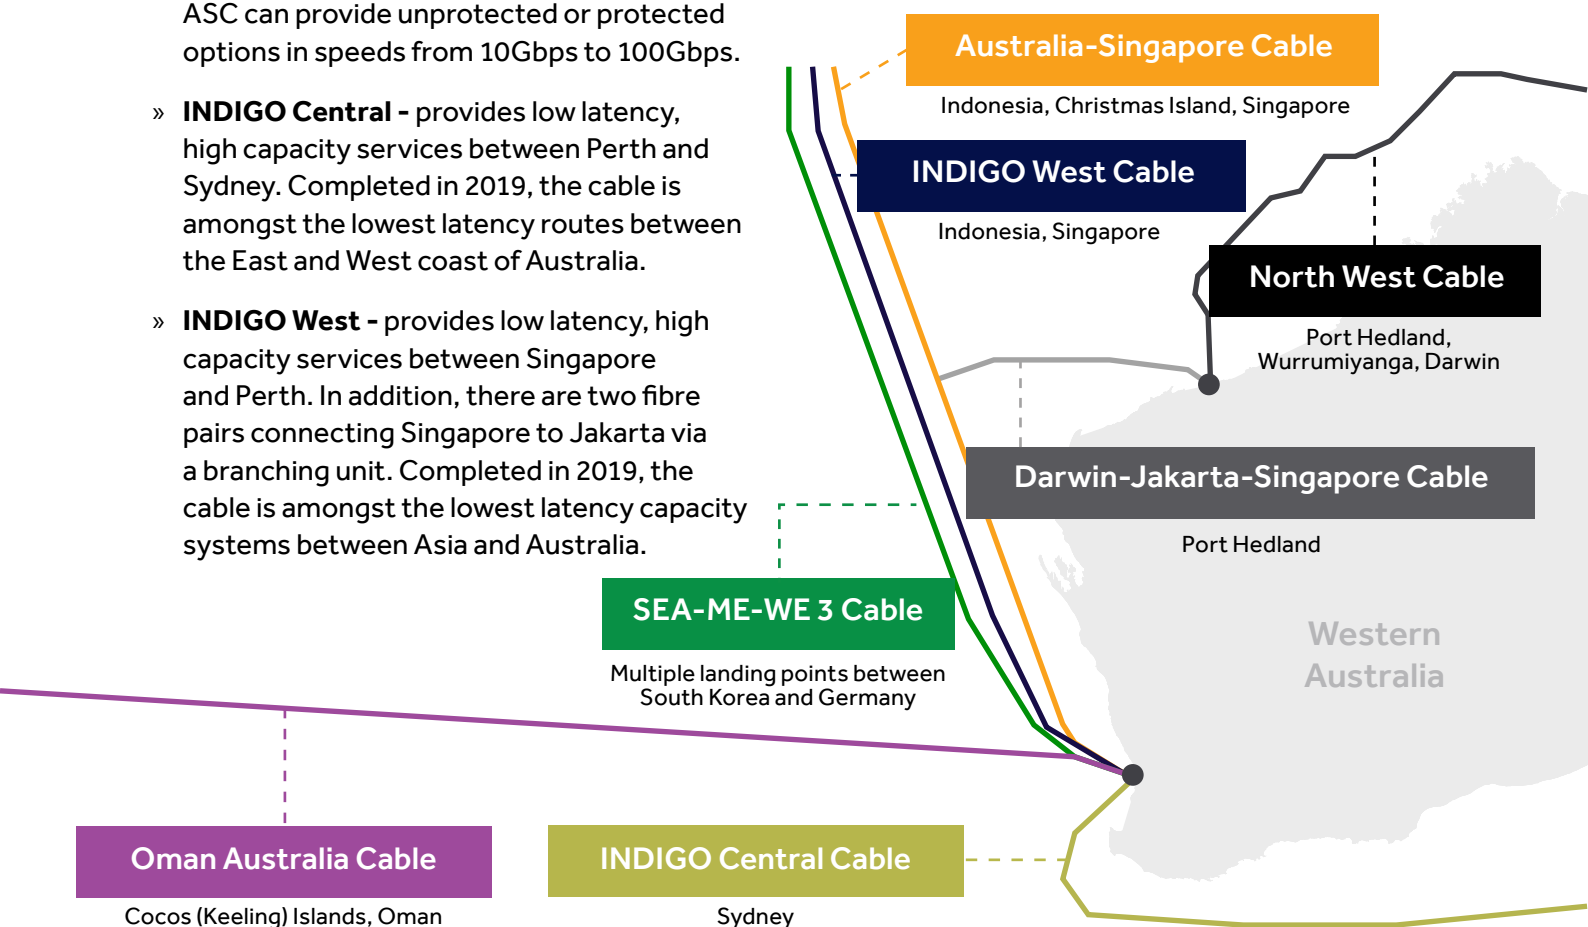 ASC can provide unprotected or protected
options in speeds from 10Gbps to 100Gbps.
» INDIGO Central - provides low latency,
high capacity services between Perth and
Sydney. Completed in 2019, the cable is
amongst the lowest latency routes between
the East and West coast of Australia.
» INDIGO West - provides low latency, high
capacity services between Singapore
and Perth. In addition, there are two fibre
pairs connecting Singapore to Jakarta via
a branching unit. Completed in 2019, the
cable is amongst the lowest latency capacity
systems between Asia and Australia.
Australia-Singapore Cable
Indonesia, Christmas Island, Singapore
INDIGO West Cable
Indonesia, Singapore
North West Cable
Port Hedland,
Wurrumiyanga, Darwin
Darwin-Jakarta-Singapore Cable
Port Hedland
SEA-ME-WE 3 Cable
Multiple landing points between
South Korea and Germany
Western
Australia
Oman Australia Cable
Cocos (Keeling) Islands, Oman
INDIGO Central Cable
Sydney